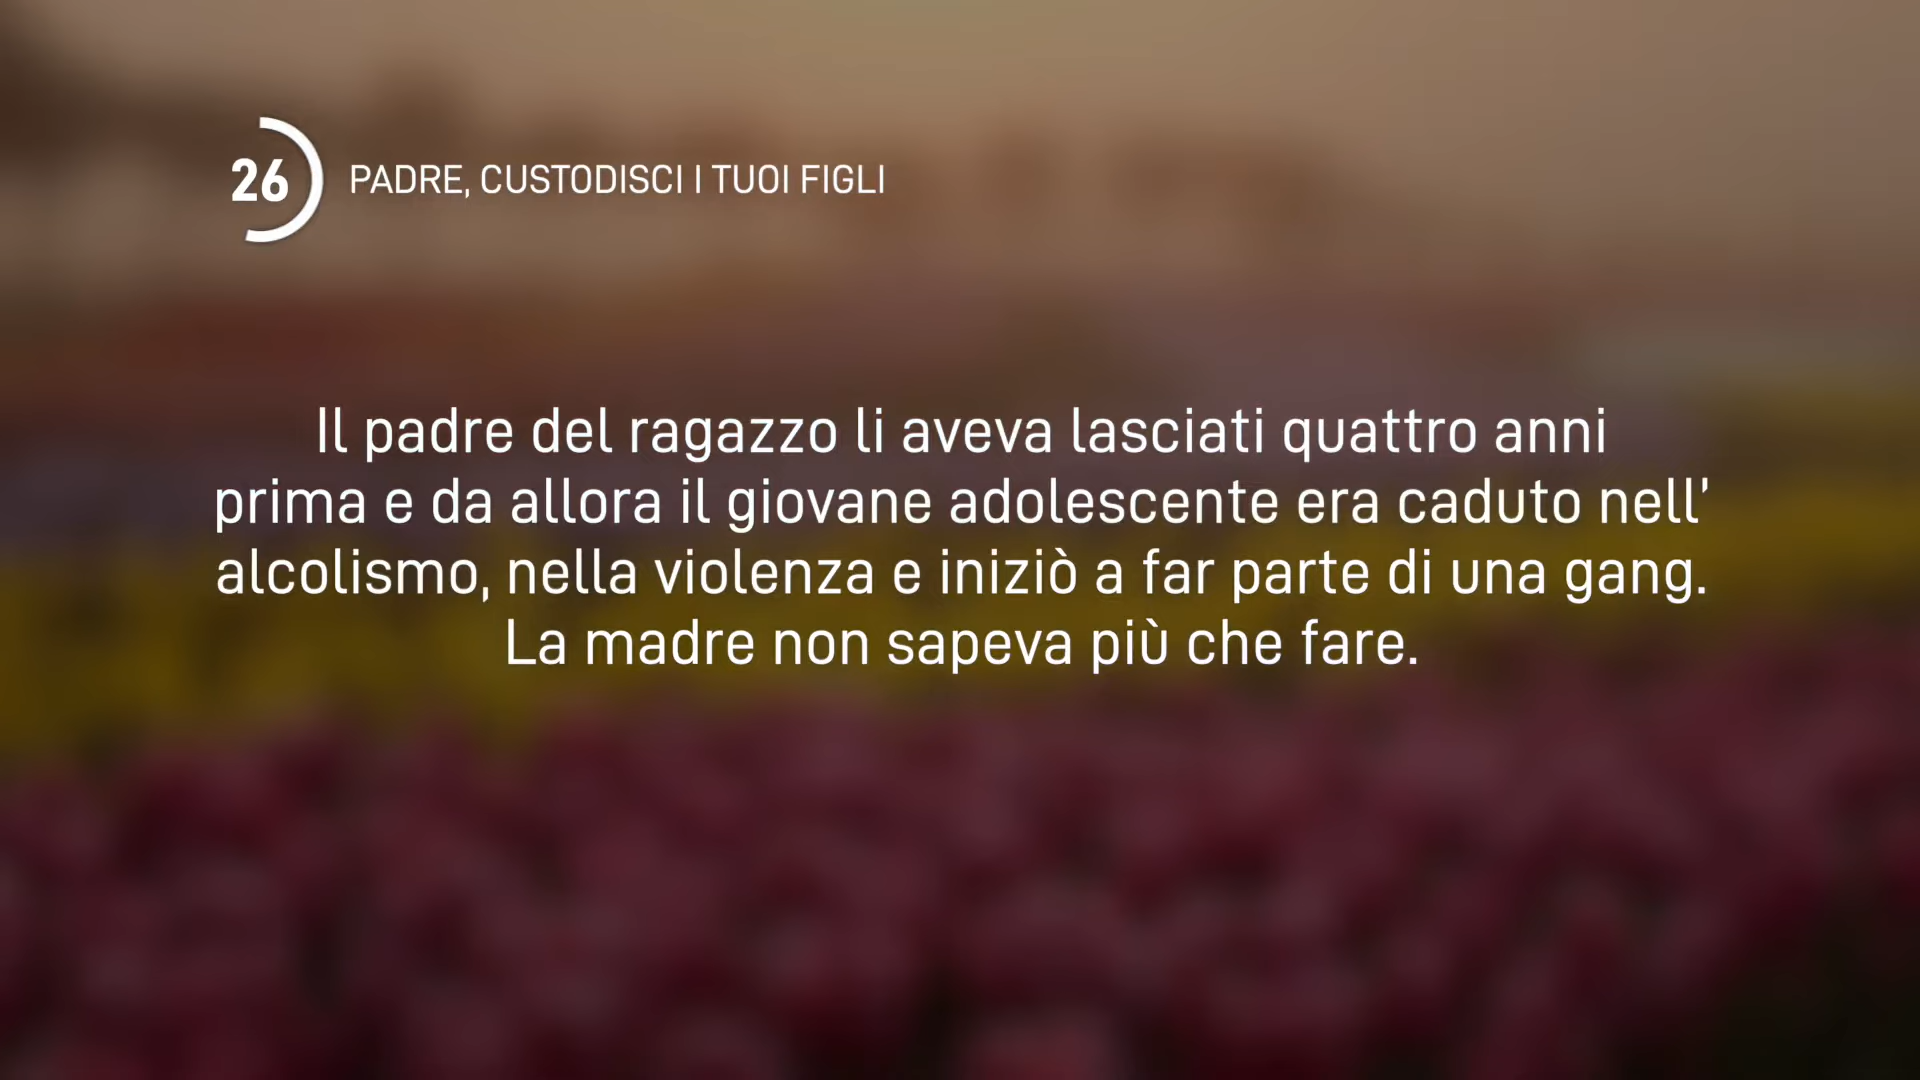 26
PADRE, CUSTODISCI I TUOI FIGLI
Il padre del ragazzo li aveva lasciati quattro anni
prima e da allora il giovane adolescente era caduto nell’
alcolismo, nella violenza e iniziò a far parte di una gang.
La madre non sapeva più che fare.